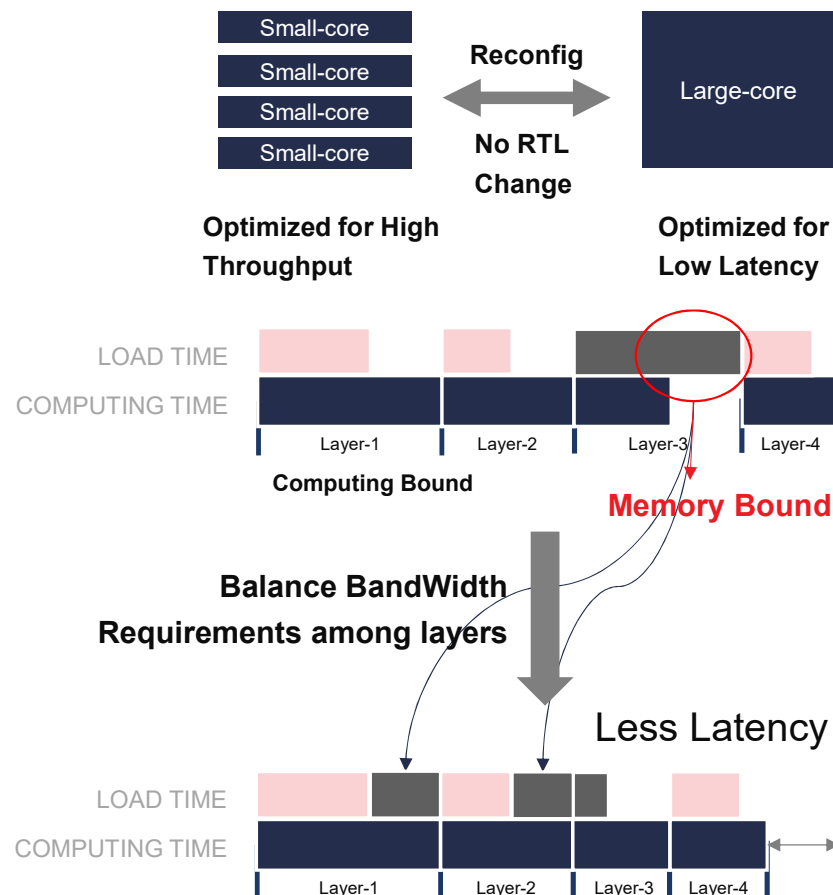 Small-core
Small-core
Small-core
Small-core
Reconfig
No RTL
Change
Large-core
Optimized for High
Throughput
Optimized for
Low Latency
LOAD TIME
COMPUTING TIME
Layer-1
Layer-2
Layer-3
Layer-4
Computing Bound
Memory Bound
Balance BandWidth
Requirements among layers
Less Latency
LOAD TIME
COMPUTING TIME
Layer-1
Layer-2
Layer-3
Layer-4